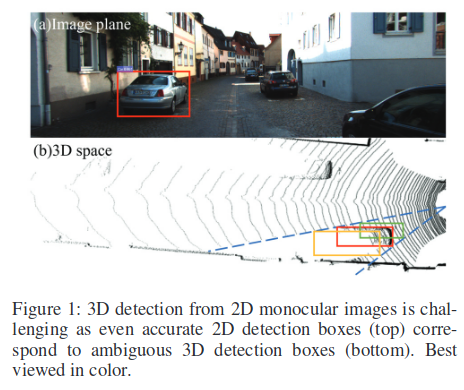 (a)Image plane
(b)3D space
Figure 1: 3D detection from 2D monocular images is chal-
lenging as even accurate 2D detection boxes (top) corre-
spond to ambiguous 3D detection boxes (bottom). Best
viewed in color.